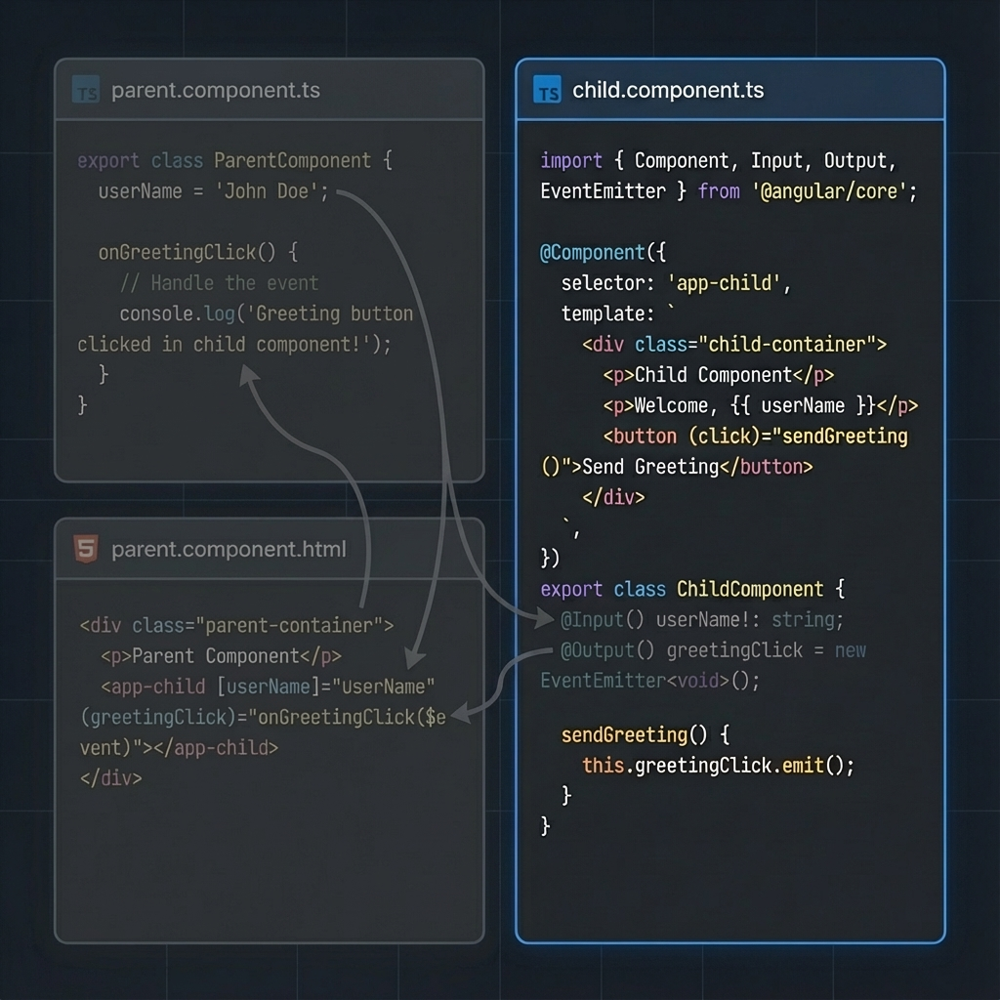 TS parent.component.ts
export class ParentComponent {
userName = 'John Doe';
onGreetingClick() {
// Handle the event
console.log('Greeting button
clicked in child component!');
}
}
5 parent.component.html
<div class="parent-container">
<p>Parent Component</p>
<app-child [userName]="UserName"
(greetingClick)="onGreetingClick($e
vent)"></app-child>
</div>
TS child.component.ts
import { Component, Input, Output,
EventEmitter } from '@angular/core';
@Component({
selector: 'app-child',
template: `
<div class="child-container">
<p>Child Component</p>
<p>Welcome, {{ userName }}</p>
<button (click)="sendGreeting
()">Send Greeting</button>
</div>
`,
})
export class ChildComponent {
@Input() userName!: string;
@Output() greetingClick = new
EventEmitter<void>();
sendGreeting() {
this.greetingClick.emit();
}
}